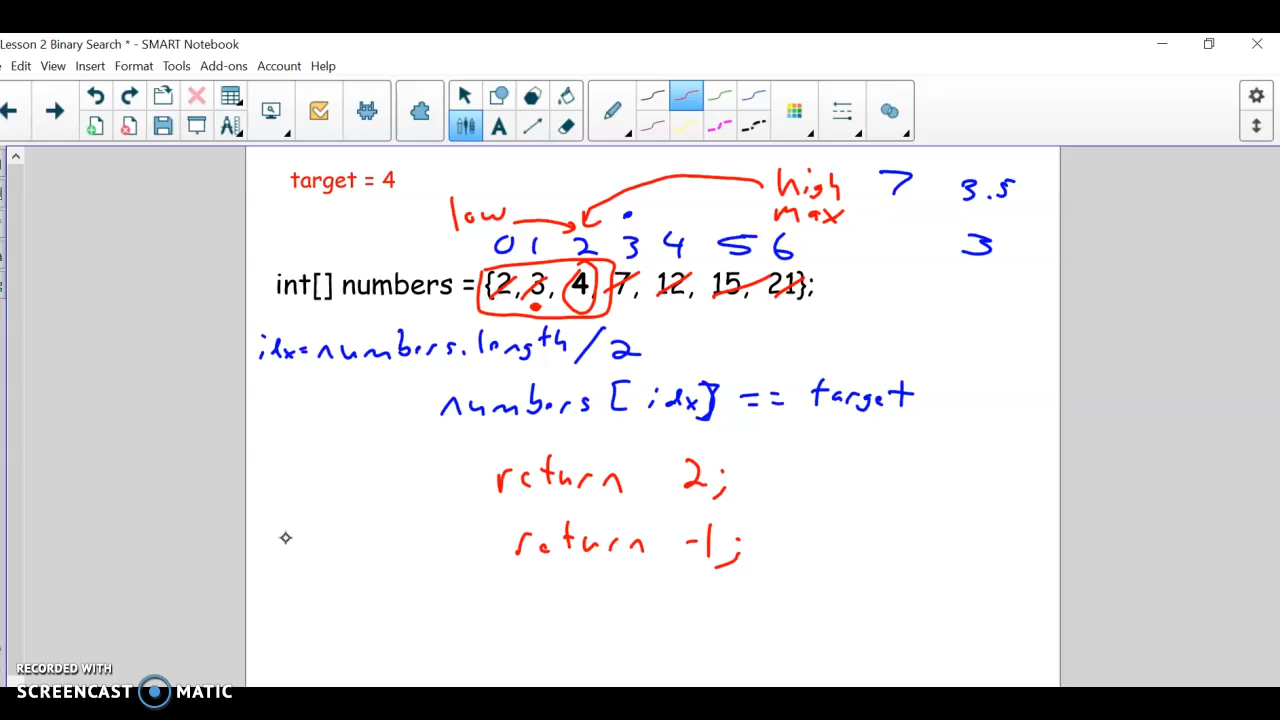 Lesson 2 Binary Search * - SMART Notebook
Edit View Insert Format Tools Add-ons Account Help
target = 4
high 7 3.5
low max
0 1 2 3 4 5 6 3
int[] numbers = {2, 3, 4, 7, 12, 15, 21};
idx=numbers.length/2
numbers[idx] == target
return 2;
return -1;
RECORDED WITH
SCREENCAST MATIC